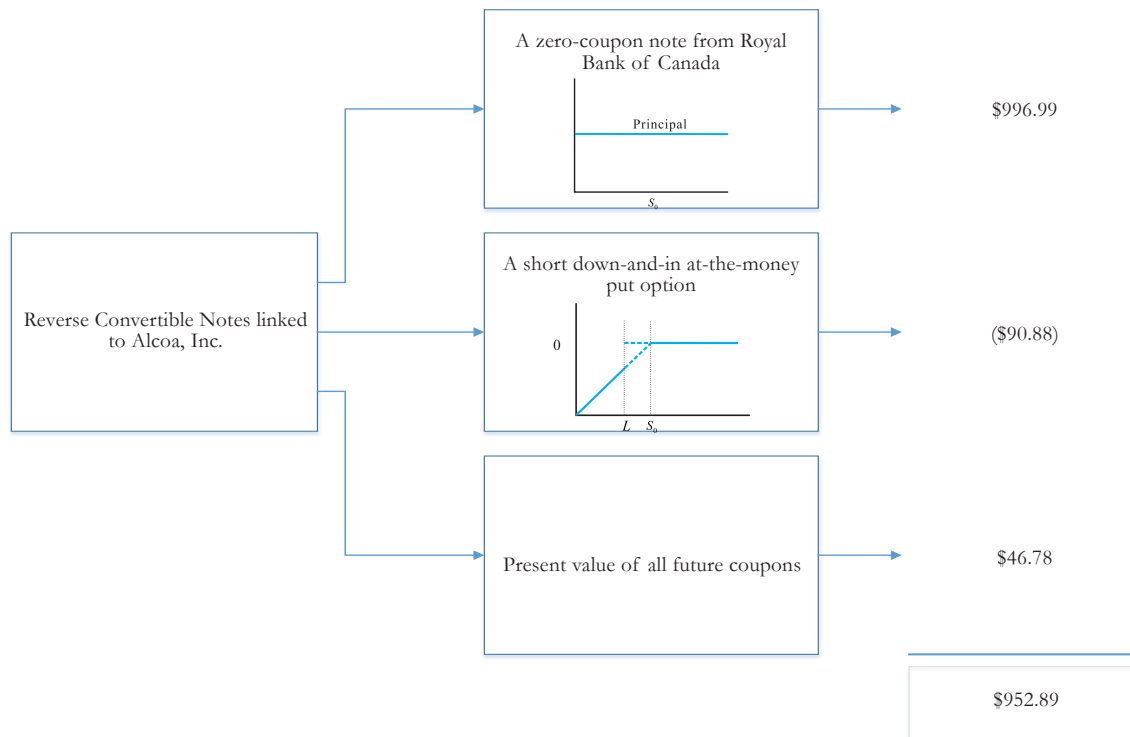 A zero-coupon note from Royal
Bank of Canada
Principal
S0
$996.99
Reverse Convertible Notes linked
to Alcoa, Inc.
A short down-and-in at-the-money
put option
0
L S0
($90.88)
Present value of all future coupons
$46.78
$952.89